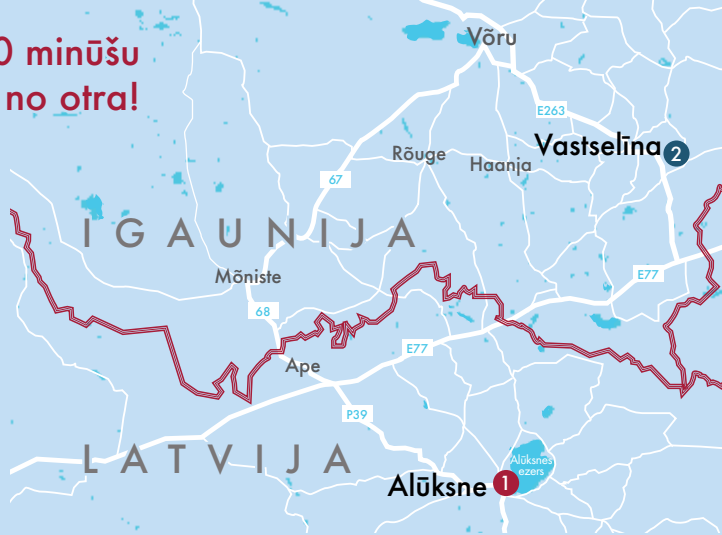 0 minūšu
no otra!
Võru
E263
Vastselīna 2
Rõuge
Haanja
67
IGAUNIJA
Mõniste
E77
68
E77
Ape
P39
LATVIJA
Alūksnes
ezers
Alūksne 1